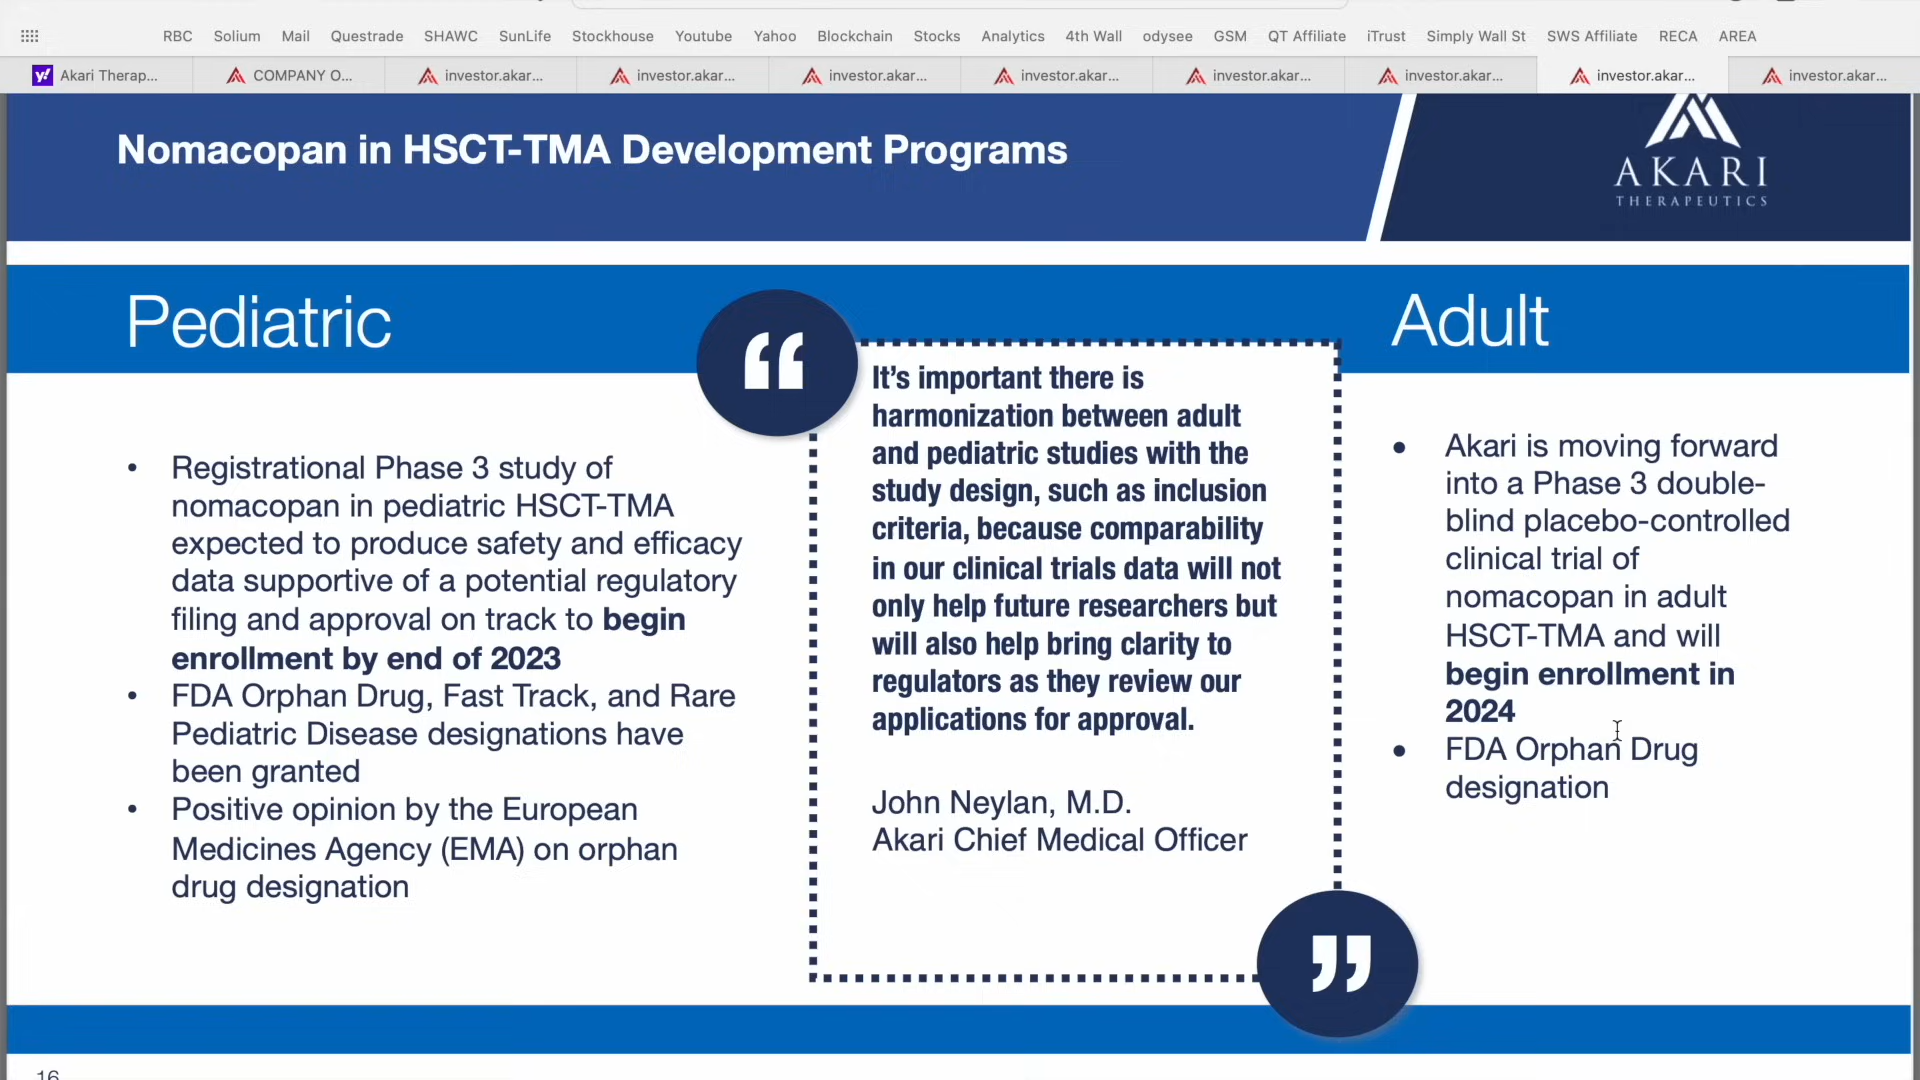 RBC Solium Mail Questrade SHAWC SunLife Stockhouse Youtube Yahoo Blockchain Stocks Analytics 4th Wall odysee GSM QT Affiliate iTrust Simply Wall St SWS Affiliate RECA AREA
y! Akari Therap... COMPANY O... investor.akar... investor.akar... investor.akar... investor.akar... investor.akar... investor.akar... investor.akar... investor.akar...
Nomacopan in HSCT-TMA Development Programs
AKARI
THERAPEUTICS
Pediatric
• Registrational Phase 3 study of
nomacopan in pediatric HSCT-TMA
expected to produce safety and efficacy
data supportive of a potential regulatory
filing and approval on track to begin
enrollment by end of 2023
• FDA Orphan Drug, Fast Track, and Rare
Pediatric Disease designations have
been granted
• Positive opinion by the European
Medicines Agency (EMA) on orphan
drug designation
“
It’s important there is
harmonization between adult
and pediatric studies with the
study design, such as inclusion
criteria, because comparability
in our clinical trials data will not
only help future researchers but
will also help bring clarity to
regulators as they review our
applications for approval.
John Neylan, M.D.
Akari Chief Medical Officer
”
Adult
• Akari is moving forward
into a Phase 3 double-
blind placebo-controlled
clinical trial of
nomacopan in adult
HSCT-TMA and will
begin enrollment in
2024
• FDA Orphan Drug
designation
16